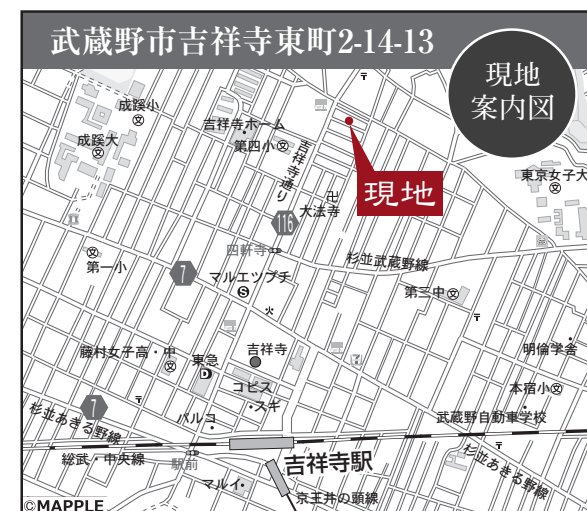 武蔵野市吉祥寺東町2-14-13
現地
案内図
成蹊小
成蹊大
吉祥寺ホーム
第四小
吉祥寺通り
現地
東京女子大
大法寺
116
四軒寺
杉並武蔵野線
第一小
7
マルエツプチ
S
第三中
藤村女子高・中
東急
D
吉祥寺
コピス
スギ
明倫学舎
本宿小
7
杉並あきる野線
パルコ
武蔵野自動車学校
総武・中央線
駅前
吉祥寺駅
杉並あきる野線
マルイ
京王井の頭線
©MAPPLE